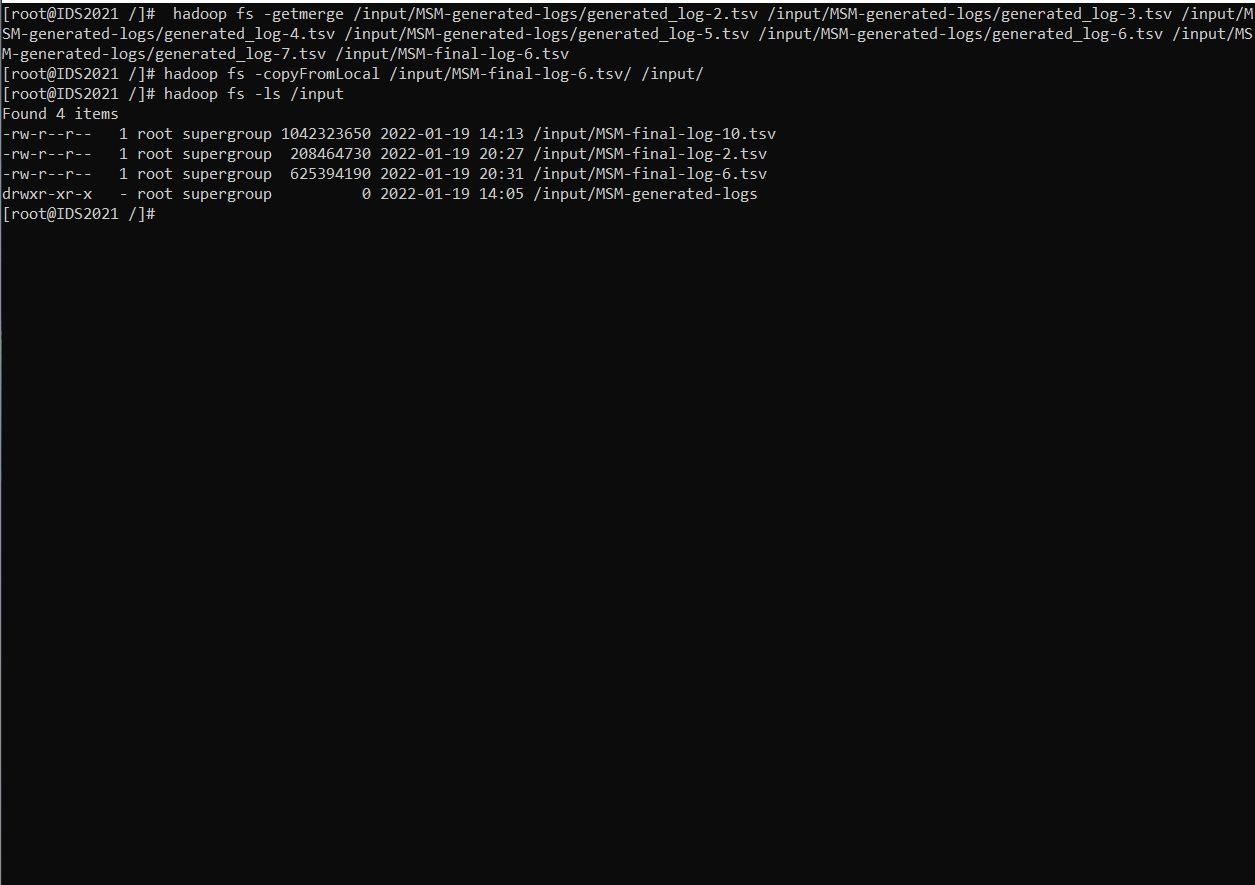 [root@IDS2021 /]#  hadoop fs -getmerge /input/MSM-generated-logs/generated_log-2.tsv /input/MSM-generated-logs/generated_log-3.tsv /input/M
SM-generated-logs/generated_log-4.tsv /input/MSM-generated-logs/generated_log-5.tsv /input/MSM-generated-logs/generated_log-6.tsv /input/MS
M-generated-logs/generated_log-7.tsv /input/MSM-final-log-6.tsv
[root@IDS2021 /]# hadoop fs -copyFromLocal /input/MSM-final-log-6.tsv/ /input/
[root@IDS2021 /]# hadoop fs -ls /input
Found 4 items
-rw-r--r--   1 root supergroup 1042323650 2022-01-19 14:13 /input/MSM-final-log-10.tsv
-rw-r--r--   1 root supergroup  208464730 2022-01-19 20:27 /input/MSM-final-log-2.tsv
-rw-r--r--   1 root supergroup  625394190 2022-01-19 20:31 /input/MSM-final-log-6.tsv
drwxr-xr-x   - root supergroup          0 2022-01-19 14:05 /input/MSM-generated-logs
[root@IDS2021 /]#